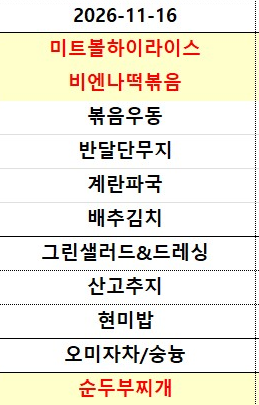 2026-11-16
미트볼하이라이스
비엔나떡볶음
볶음우동
반달단무지
계란파국
배추김치
그린샐러드&드레싱
산고추지
현미밥
오미자차/숭늉
순두부찌개